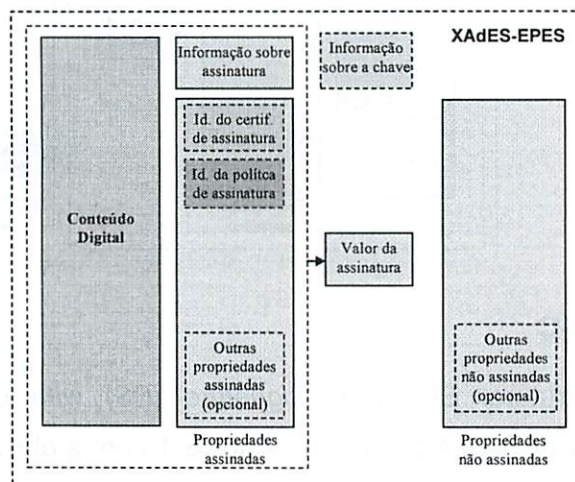 XAdES-EPES
Informação sobre
assinatura
Informação
sobre a chave
Id. do certif.
de assinatura
Id. da polítca
de assinatura
Conteúdo
Digital
Valor da
assinatura
Outras
propriedades
assinadas
(opcional)
Outras
propriedades
não assinadas
(opcional)
Propriedades
assinadas
Propriedades
não assinadas